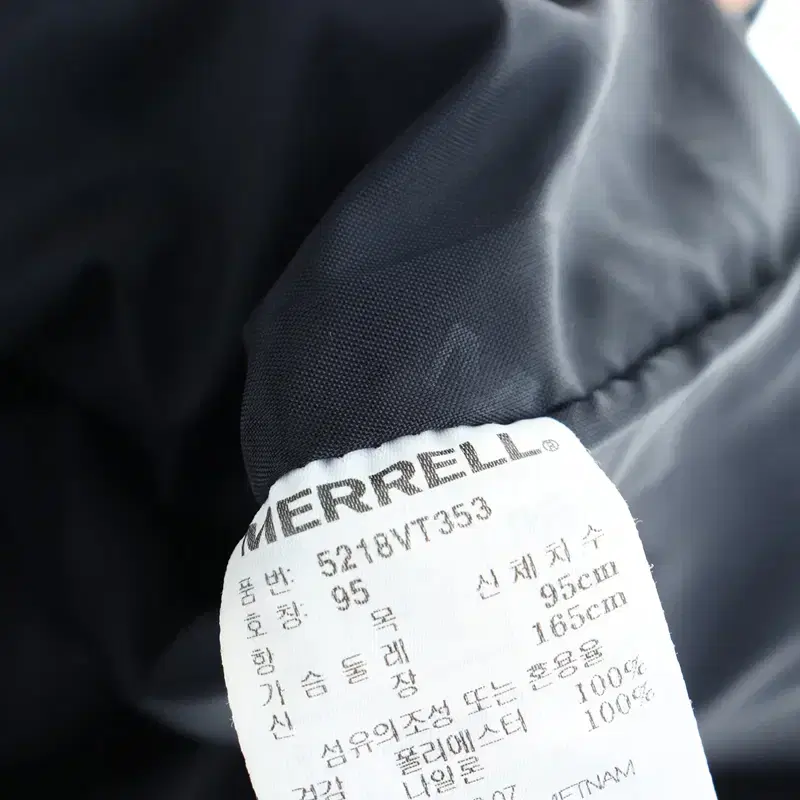 MERRELL®
품 번: 5218VT353
호 칭: 95
항 목 신 체 치 수
가 슴 둘 레 95cm
신 장 165cm
섬유의조성 또는 혼용율
겉감 폴리에스터 100%
나일론 100%
VIETNAM